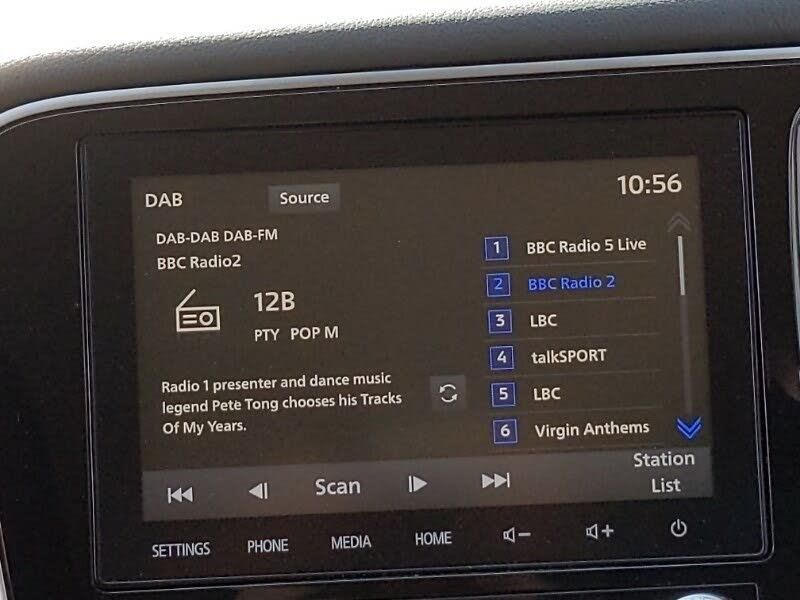 DAB
Source
10:56
DAB-DAB DAB-FM
BBC Radio2
12B
PTY POP M
Radio 1 presenter and dance music
legend Pete Tong chooses his Tracks
Of My Years.
1 BBC Radio 5 Live
2 BBC Radio 2
3 LBC
4 talkSPORT
5 LBC
6 Virgin Anthems
Scan
Station
List
SETTINGS
PHONE
MEDIA
HOME